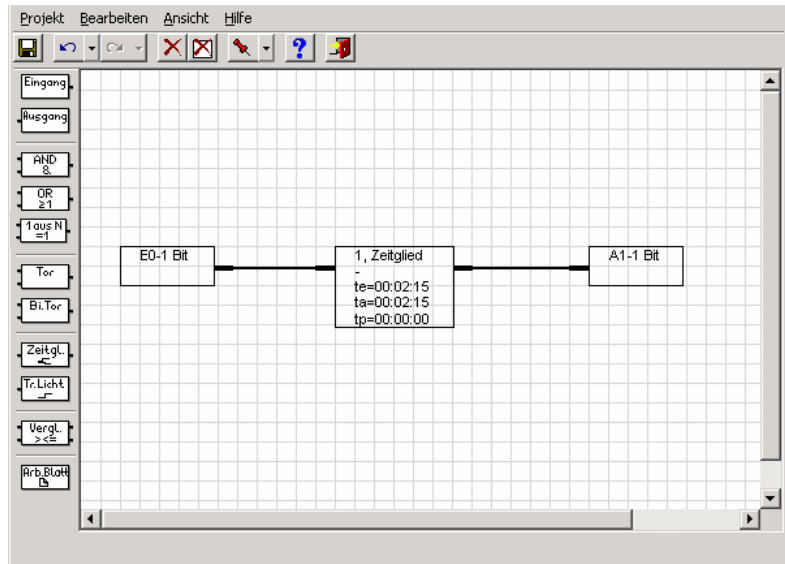 Projekt Bearbeiten Ansicht Hilfe
Eingang
Ausgang
AND
&
OR
≥1
1 aus N
=1
Tor
Bi.Tor
Zeitgl.
Tr.Licht
Vergl.
><=
Arb.Blatt
E0-1 Bit
1, Zeitglied
-
te=00:02:15
ta=00:02:15
tp=00:00:00
A1-1 Bit